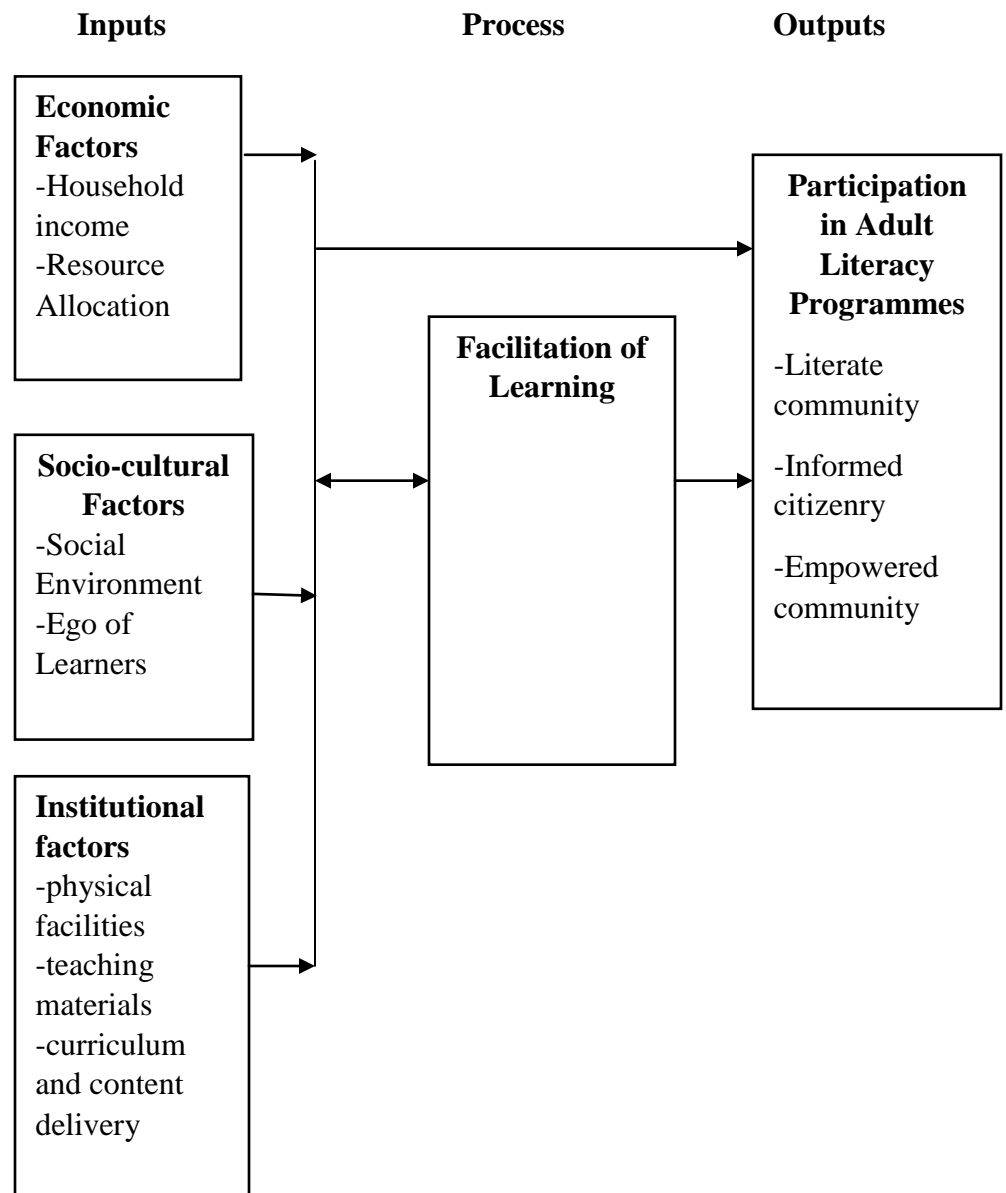 Inputs Process Outputs
Economic
Factors
-Household
income
-Resource
Allocation
Socio-cultural
Factors
-Social
Environment
-Ego of
Learners
Institutional
factors
-physical
facilities
-teaching
materials
-curriculum
and content
delivery
Facilitation of
Learning
Participation
in Adult
Literacy
Programmes
-Literate
community
-Informed
citizenry
-Empowered
community